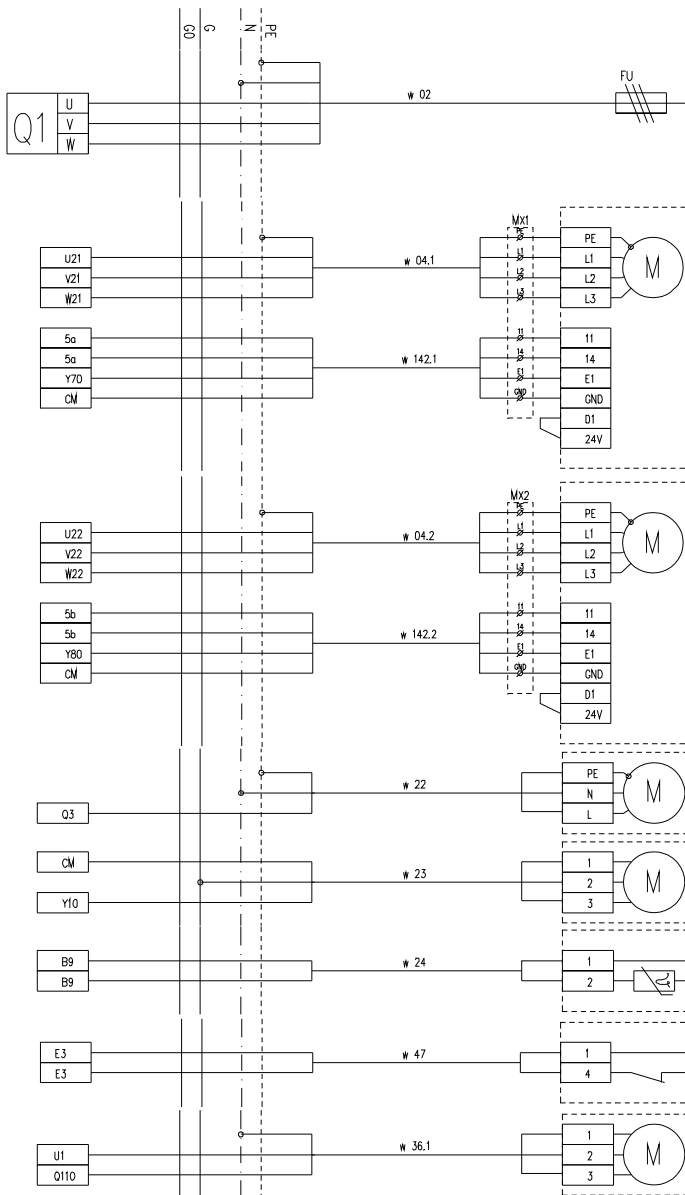 G0 G N PE
FU
w 02
Q1
U
V
W
MX1
PE
L1
L2
L3
U21
V21
W21
w 04.1
PE
L1
L2
L3
M
5a
5a
Y70
CM
w 142.1
11
14
E1
GND
11
14
E1
GND
D1
24V
MX2
PE
L1
L2
L3
U22
V22
W22
w 04.2
PE
L1
L2
L3
M
5b
5b
Y80
CM
w 142.2
11
14
E1
GND
11
14
E1
GND
D1
24V
Q3
w 22
PE
N
L
M
CM
Y10
w 23
1
2
3
M
B9
B9
w 24
1
2
E3
E3
w 47
1
4
U1
Q110
w 36.1
1
2
3
M